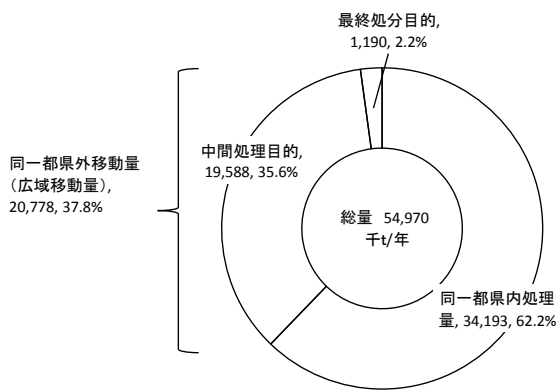 最終処分目的,
1,190, 2.2%
中間処理目的,
19,588, 35.6%
同一都県外移動量
（広域移動量）,
20,778, 37.8%
総量 54,970
千t/年
同一都県内処理
量, 34,193, 62.2%